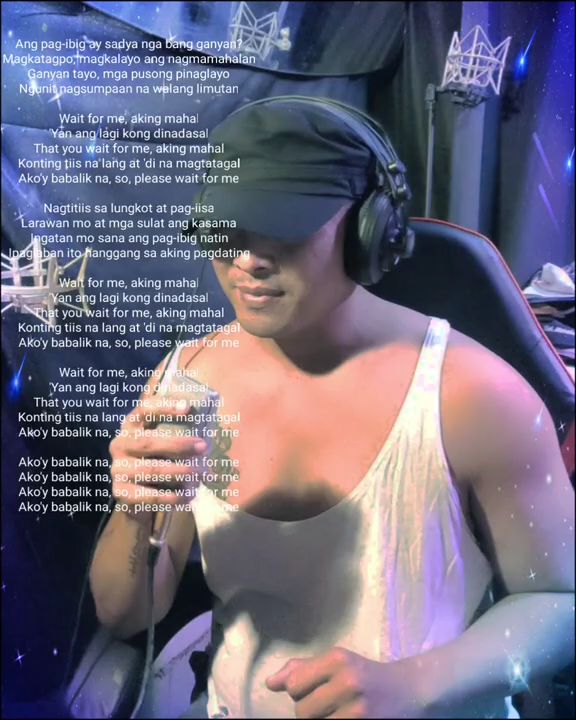 Ang pag-ibig ay sadya nga bang ganyan?
Magkatagpo, magkalayo ang nagmamahalan
Ganyan tayo, mga pusong pinaglayo
Ngunit nagsumpaan na walang limutan
Wait for me, aking mahal
'Yan ang lagi kong dinadasal
That you wait for me, aking mahal
Konting tiis na lang at 'di na magtatagal
Ako'y babalik na, so, please wait for me
Nagtitiis sa lungkot at pag-iisa
Larawan mo at mga sulat ang kasama
Ingatan mo sana ang pag-ibig natin
Ipaglaban ito hanggang sa aking pagdating
Wait for me, aking mahal
'Yan ang lagi kong dinadasal
That you wait for me, aking mahal
Konting tiis na lang at 'di na magtatagal
Ako'y babalik na, so, please wait for me
Wait for me, aking mahal
'Yan ang lagi kong dinadasal
That you wait for me, aking mahal
Konting tiis na lang at 'di na magtatagal
Ako'y babalik na, so, please wait for me
Ako'y babalik na, so, please wait for me
Ako'y babalik na, so, please wait for me
Ako'y babalik na, so, please wait for me
Ako'y babalik na, so, please wait for me